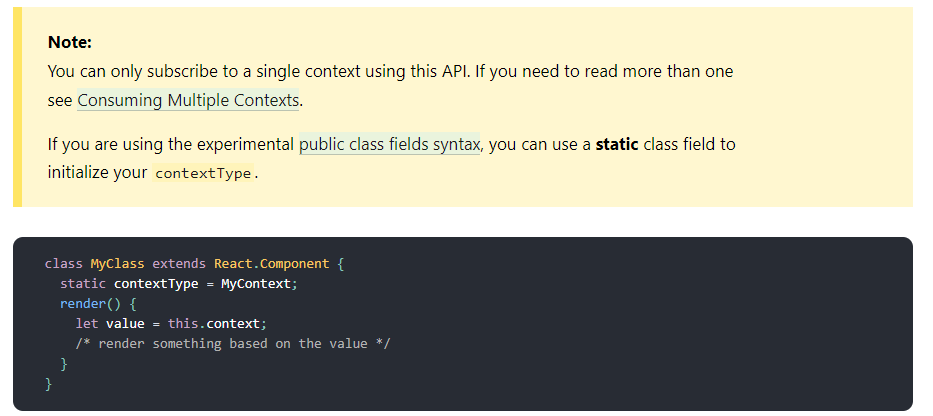 Note:
You can only subscribe to a single context using this API. If you need to read more than one
see Consuming Multiple Contexts.
If you are using the experimental public class fields syntax, you can use a static class field to
initialize your contextType.
class MyClass extends React.Component {
  static contextType = MyContext;
  render() {
    let value = this.context;
    /* render something based on the value */
  }
}